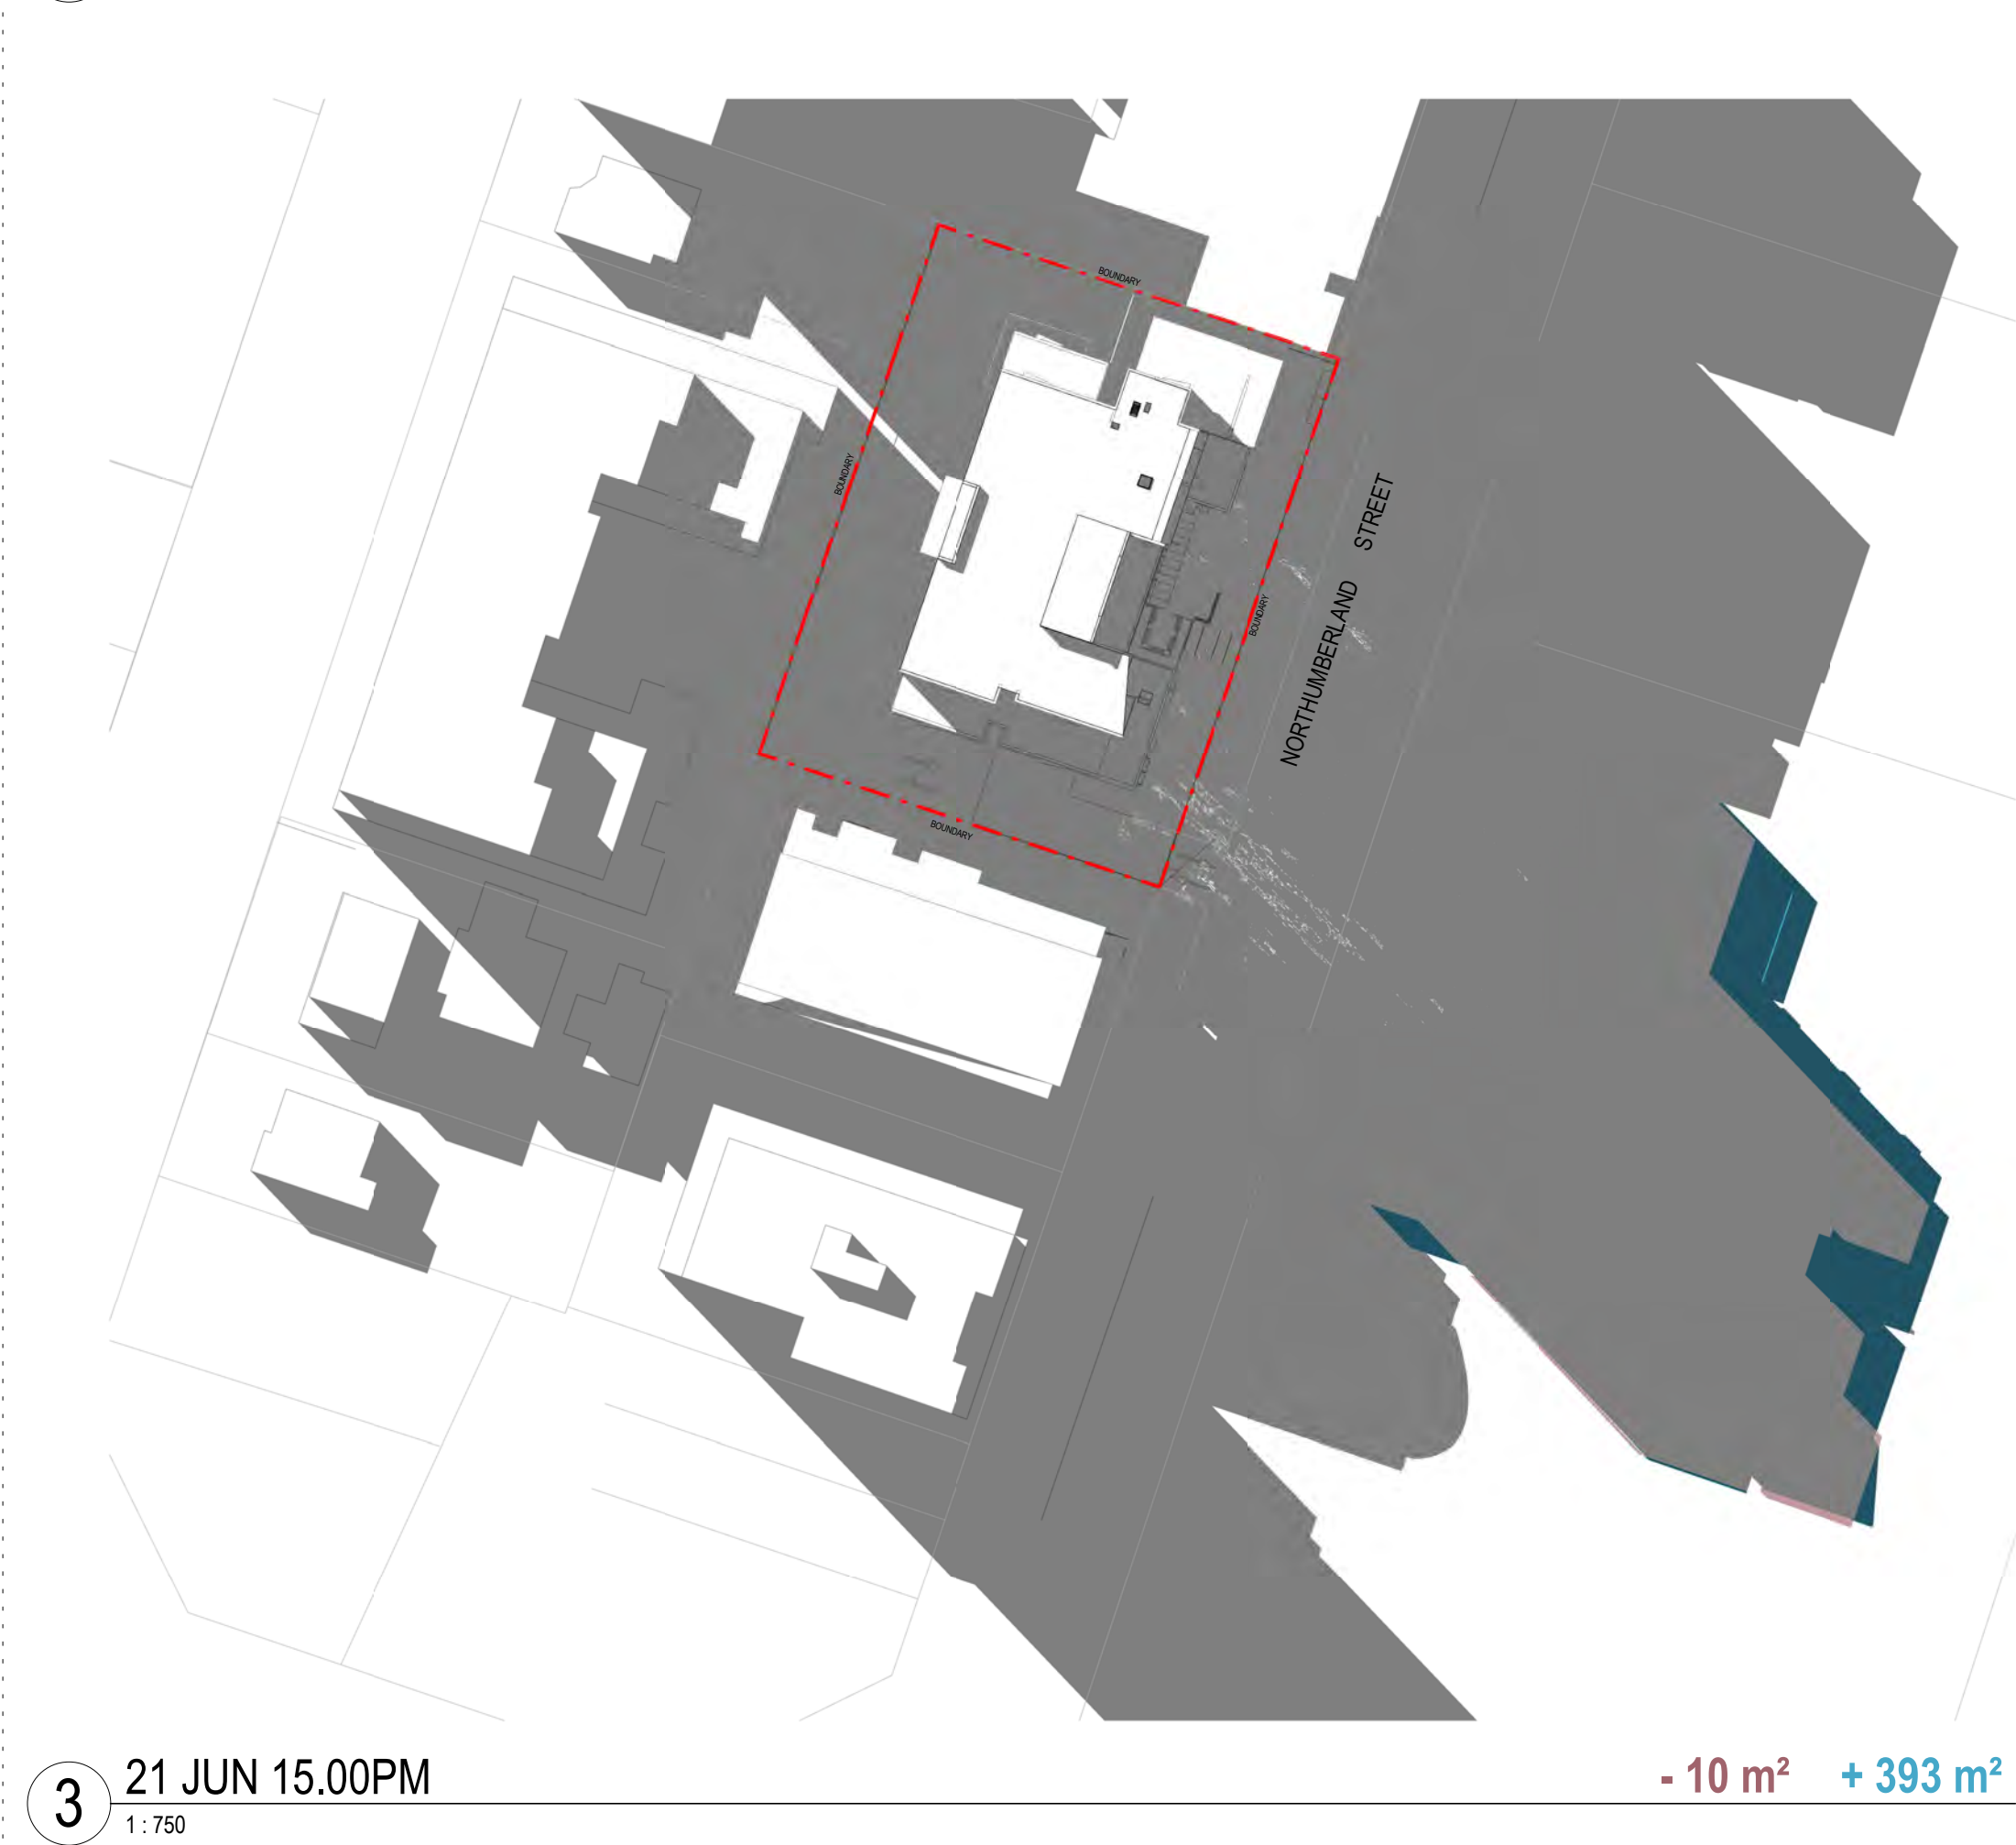 BOUNDARY
BOUNDARY
NORTHUMBERLAND STREET
BOUNDARY
BOUNDARY
3
21 JUN 15.00PM
- 10 m² + 393 m²
1 : 750